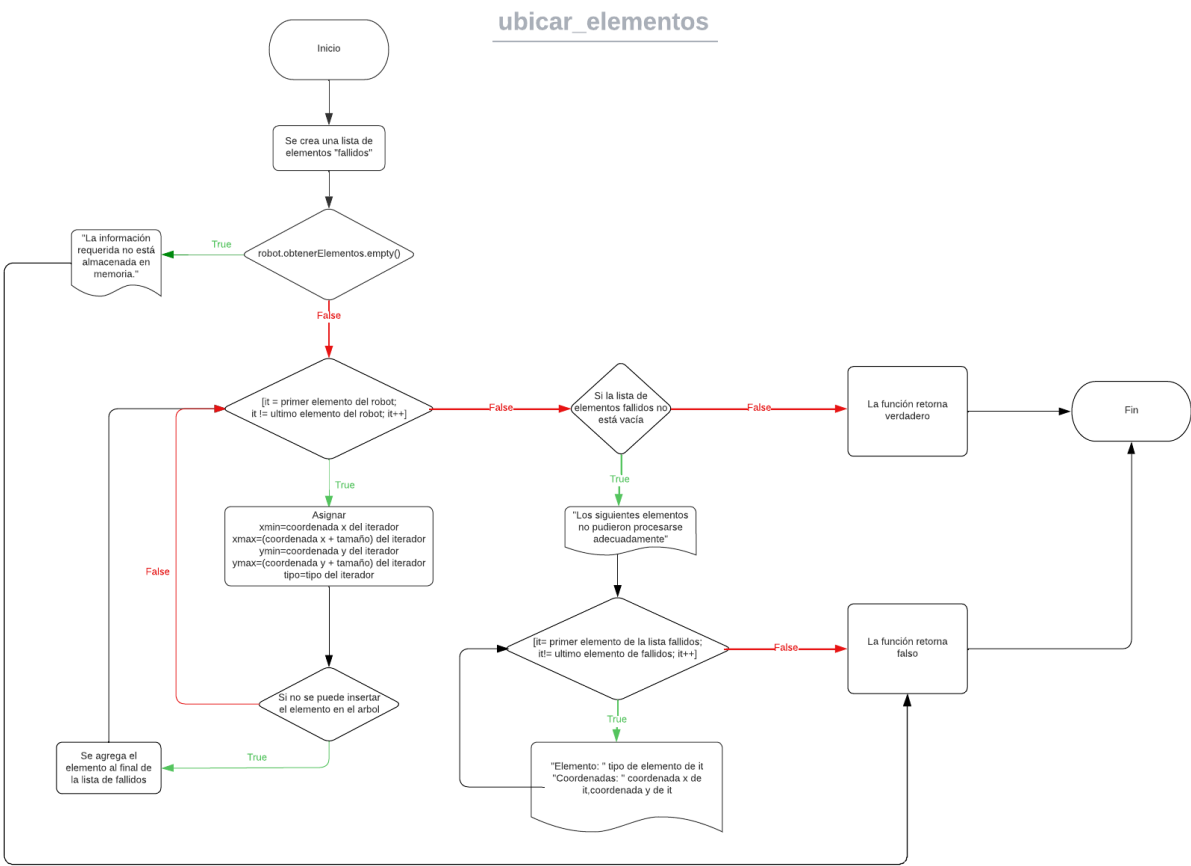 ubicar_elementos
Inicio
Se crea una lista de
elementos "fallidos"
"La información
requerida no está
almacenada en
memoria."
True
robot.obtenerElementos.empty()
False
[it = primer elemento del robot;
it != ultimo elemento del robot; it++]
False
Si la lista de
elementos fallidos no
está vacía
False
La función retorna
verdadero
Fin
True
True
Asignar
xmin=coordenada x del iterador
xmax=(coordenada x + tamaño) del iterador
ymin=coordenada y del iterador
ymax=(coordenada y + tamaño) del iterador
tipo=tipo del iterador
"Los siguientes elementos
no pudieron procesarse
adecuadamente"
False
[it= primer elemento de la lista fallidos;
it!= ultimo elemento de fallidos; it++]
False
La función retorna
falso
Si no se puede insertar
el elemento en el arbol
True
True
Se agrega el
elemento al final de
la lista de fallidos
"Elemento: " tipo de elemento de it
"Coordenadas: " coordenada x de
it,coordenada y de it